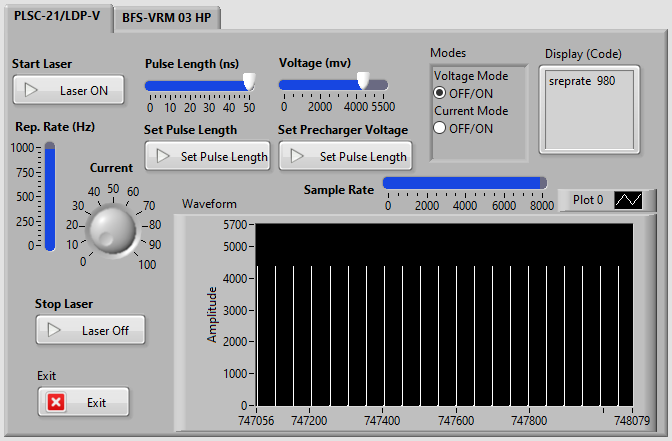 PLSC-21/LDP-V BFS-VRM 03 HP
Start Laser
Laser ON
Pulse Length (ns)
0 10 20 30 40 50
Voltage (mv)
0 2000 4000 5500
Modes
Voltage Mode
OFF/ON
Current Mode
OFF/ON
Display (Code)
sreprate 980
Rep. Rate (Hz)
1000
750
500
250
0
Set Pulse Length
Set Pulse Length
Set Precharger Voltage
Set Pulse Length
Current
0 10 20 30 40 50 60 70 80 90 100
Sample Rate
0 2000 4000 6000 8000
Plot 0
Waveform
Amplitude
5700
5000
4000
3000
2000
1000
0
747056 747200 747400 747600 747800 748079
Stop Laser
Laser Off
Exit
Exit